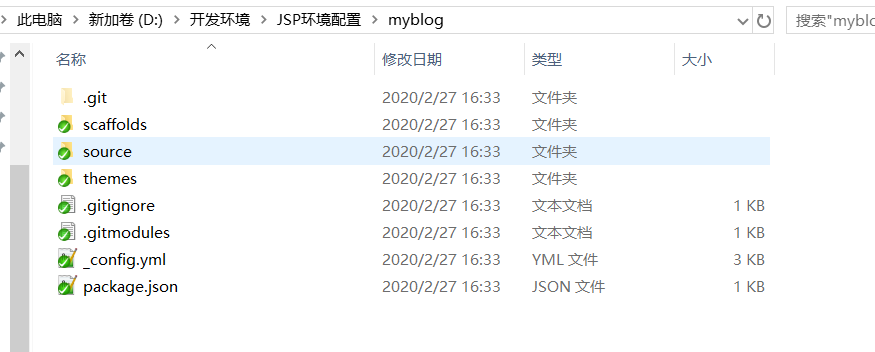 此电脑 > 新加卷 (D:) > 开发环境 > JSP环境配置 > myblog 搜索"myblo
名称 修改日期 类型 大小
.git 2020/2/27 16:33 文件夹
scaffolds 2020/2/27 16:33 文件夹
source 2020/2/27 16:33 文件夹
themes 2020/2/27 16:33 文件夹
.gitignore 2020/2/27 16:33 文本文档 1 KB
.gitmodules 2020/2/27 16:33 文本文档 1 KB
_config.yml 2020/2/27 16:33 YML 文件 3 KB
package.json 2020/2/27 16:33 JSON 文件 1 KB